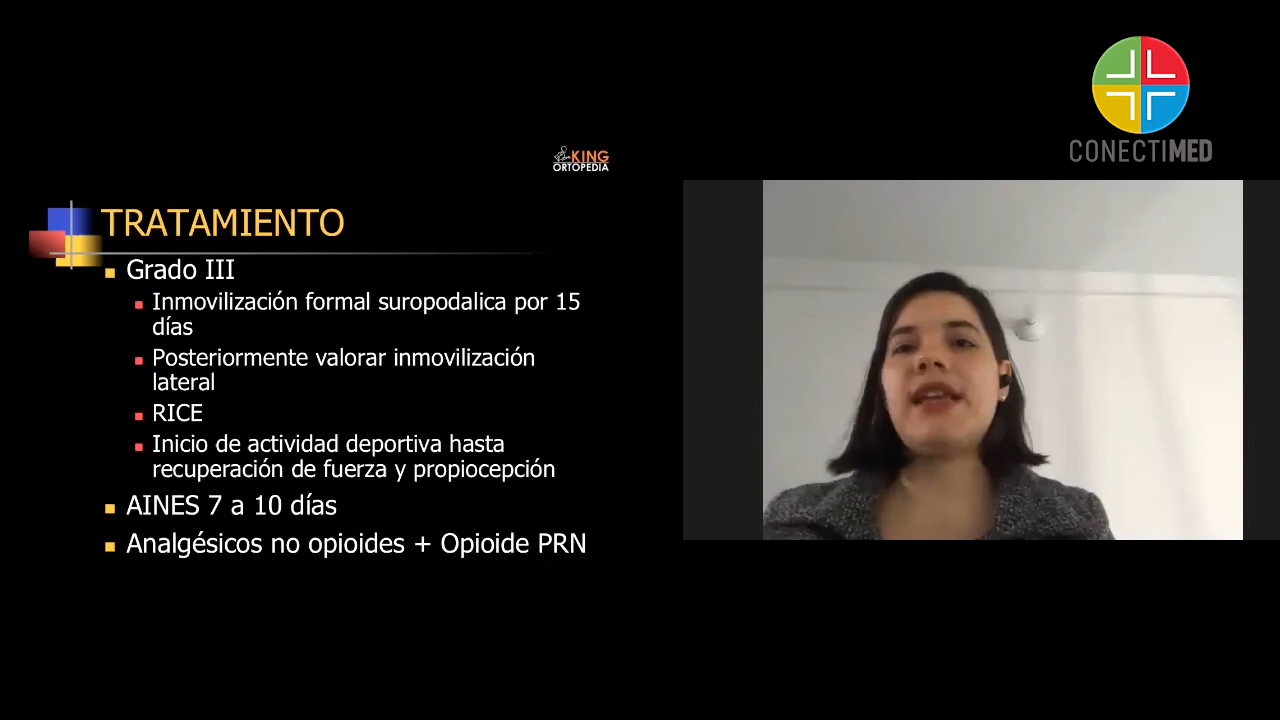 CONECTIMED
KING
ORTOPEDIA
TRATAMIENTO
Grado III
Inmovilización formal suropodalica por 15
días
Posteriormente valorar inmovilización
lateral
RICE
Inicio de actividad deportiva hasta
recuperación de fuerza y propiocepción
AINES 7 a 10 días
Analgésicos no opioides + Opioide PRN